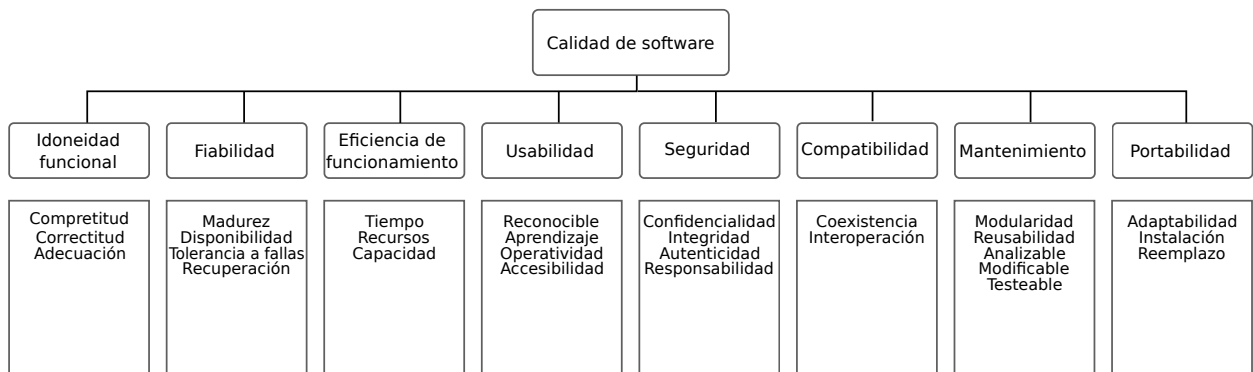 Calidad de software
Idoneidad
funcional
Fiabilidad
Eficiencia de
funcionamiento
Usabilidad
Seguridad
Compatibilidad
Mantenimiento
Portabilidad
Compretitud
Correctitud
Adecuación
Madurez
Disponibilidad
Tolerancia a fallas
Recuperación
Tiempo
Recursos
Capacidad
Reconocible
Aprendizaje
Operatividad
Accesibilidad
Confidencialidad
Integridad
Autenticidad
Responsabilidad
Coexistencia
Interoperación
Modularidad
Reusabilidad
Analizable
Modificable
Testeable
Adaptabilidad
Instalación
Reemplazo